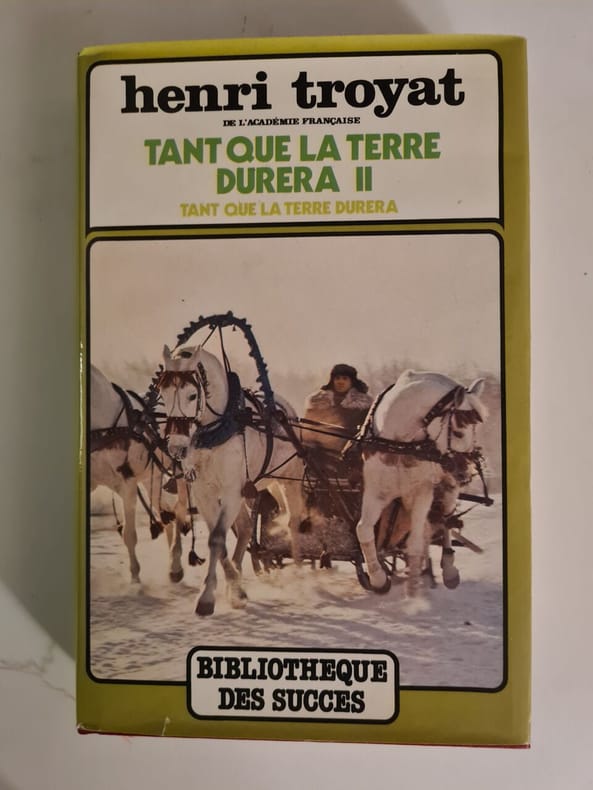 henri troyat
DE L'ACADÉMIE FRANÇAISE
TANT QUE LA TERRE
DURERA II
TANT QUE LA TERRE DURERA
BIBLIOTHEQUE
DES SUCCES